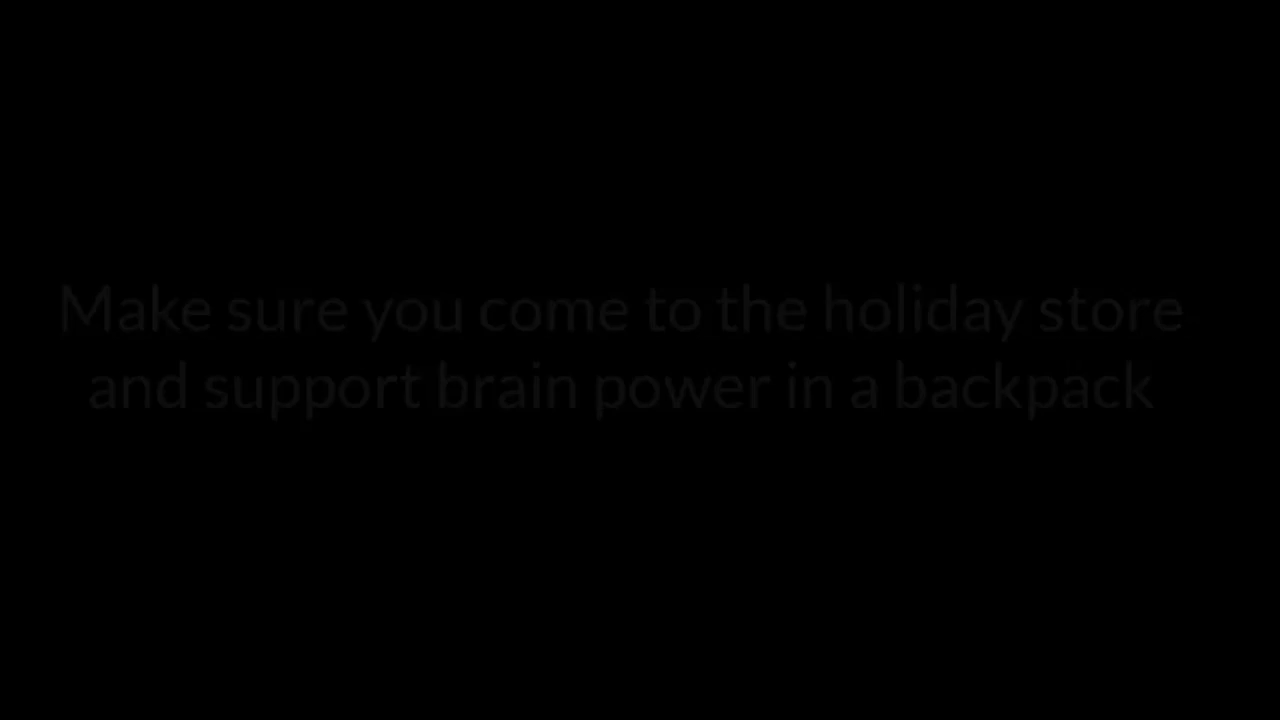 Make sure you come to the holiday store
and support brain power in a backpack